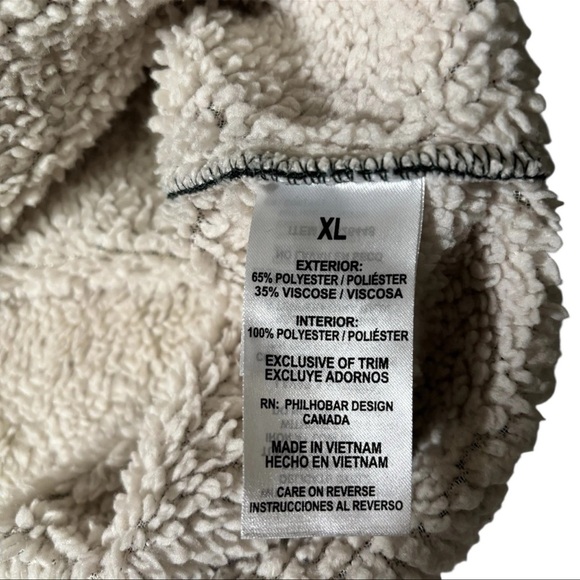 XL
EXTERIOR:
65% POLYESTER / POLIÉSTER
35% VISCOSE / VISCOSA
INTERIOR:
100% POLYESTER / POLIÉSTER
EXCLUSIVE OF TRIM
EXCLUYE ADORNOS
RN: PHILHOBAR DESIGN
CANADA
MADE IN VIETNAM
HECHO EN VIETNAM
CARE ON REVERSE
INSTRUCCIONES AL REVERSO